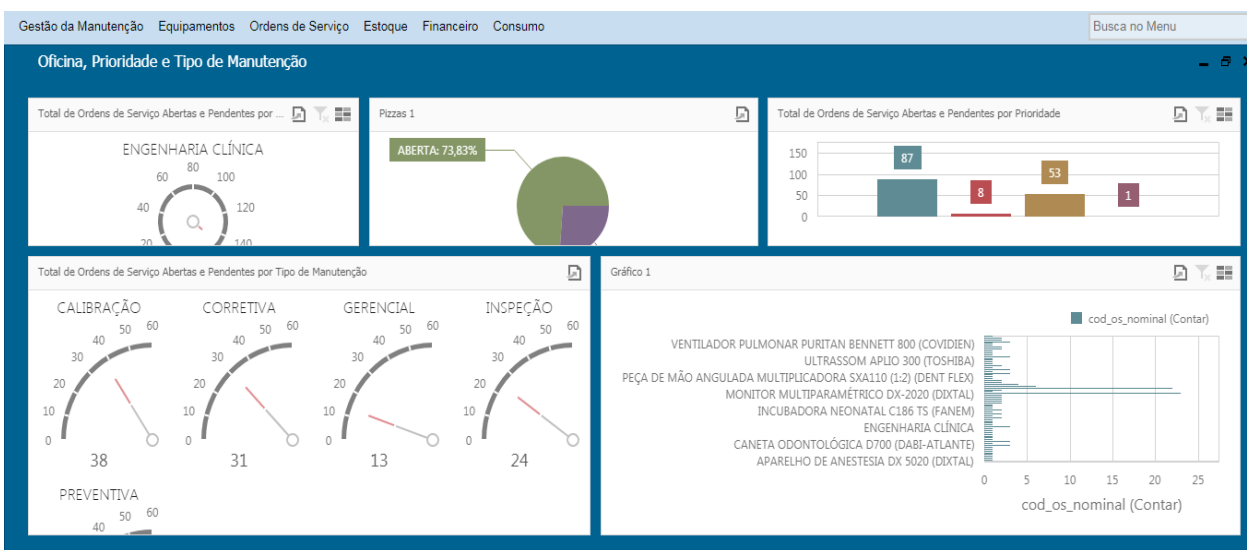 Gestão da Manutenção Equipamentos Ordens de Serviço Estoque Financeiro Consumo Busca no Menu
Oficina, Prioridade e Tipo de Manutenção
Total de Ordens de Serviço Abertas e Pendentes por ...
ENGENHARIA CLÍNICA
80
60 100
40 120
20 140
Pizzas 1
ABERTA: 73,83%
Total de Ordens de Serviço Abertas e Pendentes por Prioridade
150
100
50
0
87
8
53
1
Total de Ordens de Serviço Abertas e Pendentes por Tipo de Manutenção
CALIBRAÇÃO CORRETIVA GERENCIAL INSPEÇÃO
50 60 50 60 50 60 50 60
40 40 40 40
30 30 30 30
20 20 20 20
10 10 10 10
0 0 0 0
38 31 13 24
PREVENTIVA
50 60
40
Gráfico 1
cod_os_nominal (Contar)
VENTILADOR PULMONAR PURITAN BENNETT 800 (COVIDIEN)
ULTRASSOM APLIO 300 (TOSHIBA)
PEÇA DE MÃO ANGULADA MULTIPLICADORA SXA110 (1:2) (DENT FLEX)
MONITOR MULTIPARAMÉTRICO DX-2020 (DIXTAL)
INCUBADORA NEONATAL C186 TS (FANEM)
ENGENHARIA CLÍNICA
CANETA ODONTOLÓGICA D700 (DABI-ATLANTE)
APARELHO DE ANESTESIA DX 5020 (DIXTAL)
0 5 10 15 20 25
cod_os_nominal (Contar)